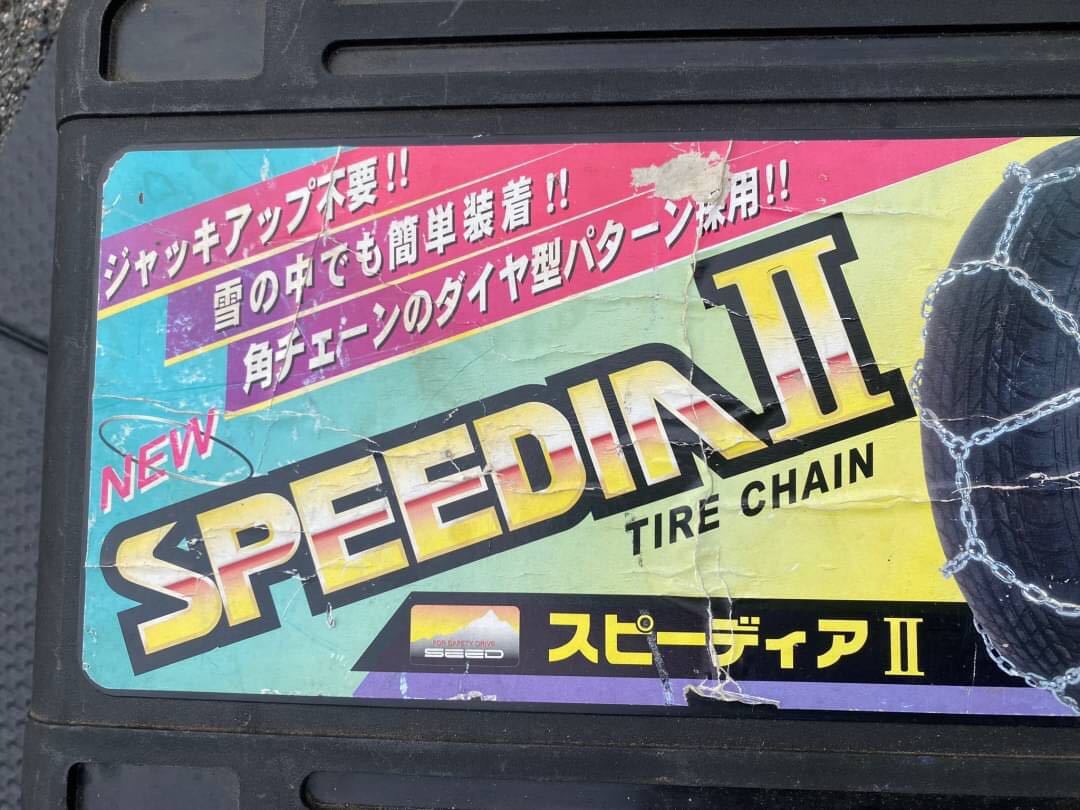 ジャッキアップ不要!!
雪の中でも簡単装着!!
角チェーンのダイヤ型パターン採用!!
NEW
SPEEDIA II
TIRE CHAIN
FOR SAFETY DRIVE
SEED
スピーディアII